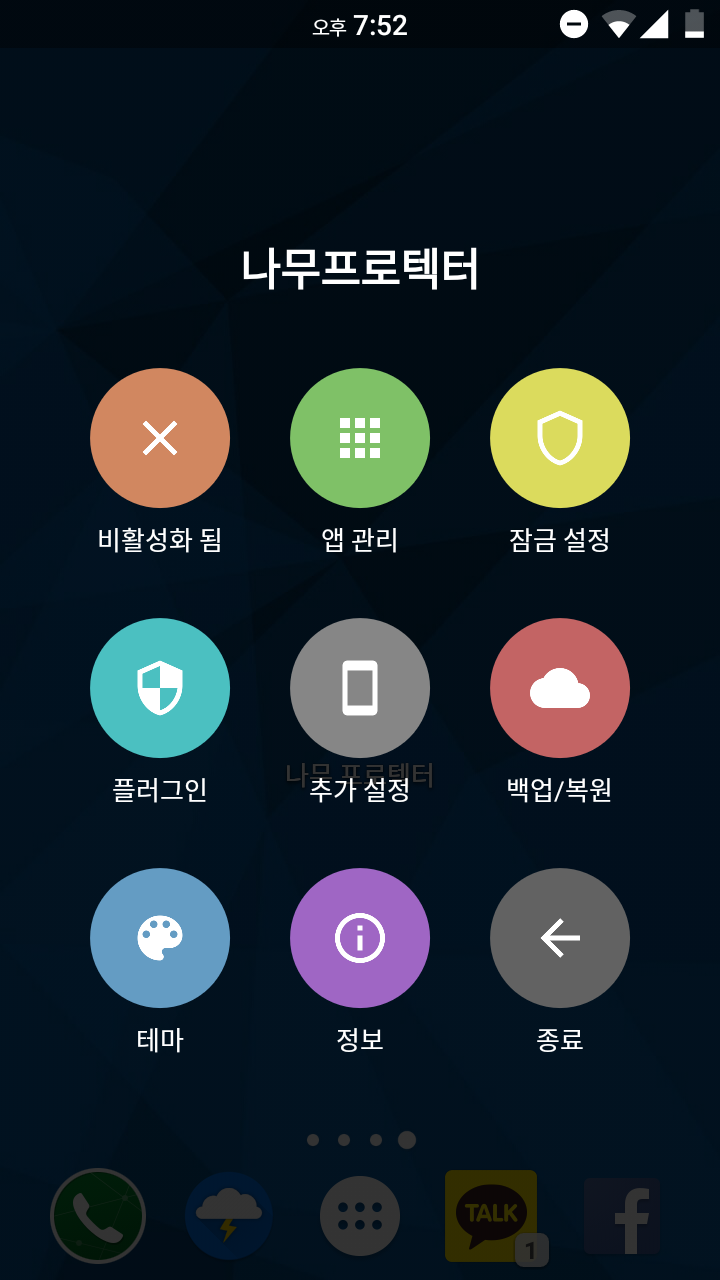 오후 7:52
나무프로텍터
비활성화 됨
앱 관리
잠금 설정
플러그인
나무 프로텍터
추가 설정
백업/복원
테마
정보
종료
TALK
1